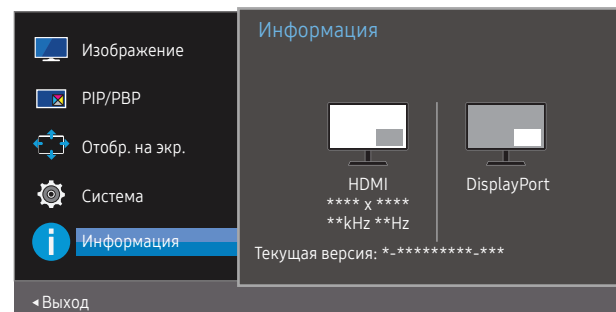 Изображение
PIP/PBP
Отобр. на экр.
Система
Информация
Информация
HDMI
**** x ****
**kHz **Hz
DisplayPort
Текущая версия: *-*********-***
◂Выход